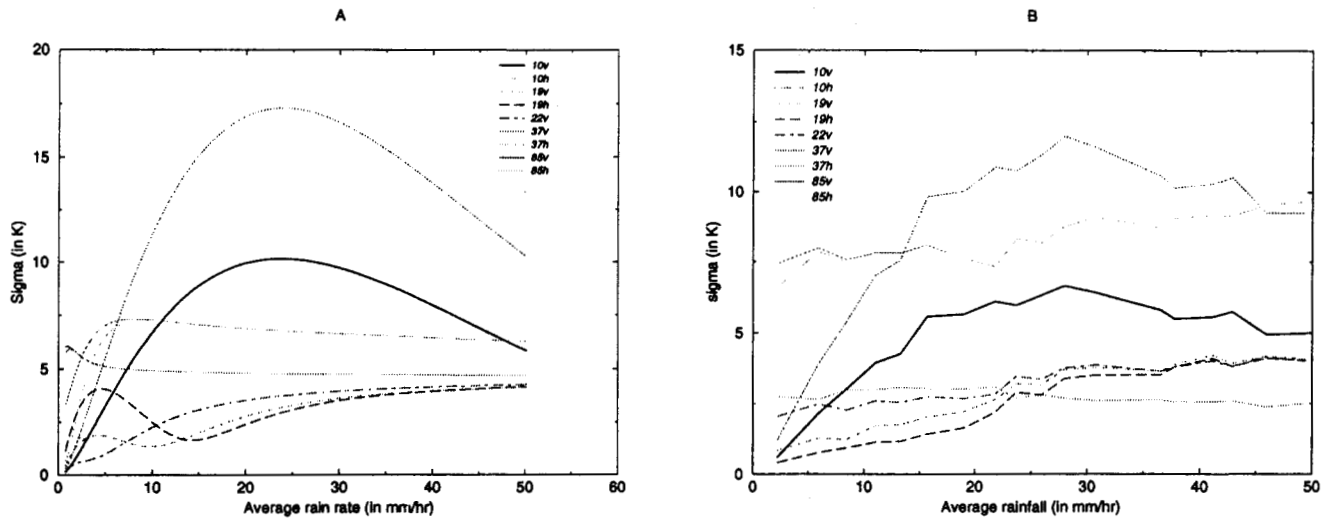 A
20
15
10
5
0
Sigma (in K)
0
10
20
30
40
50
60
Average rain rate (in mm/hr)
10v
10h
19v
19h
22v
37v
37h
85v
85h
B
15
10
5
0
sigma (in K)
0
10
20
30
40
50
Average rainfall (in mm/hr)
10v
10h
19v
19h
22v
37v
37h
85v
85h